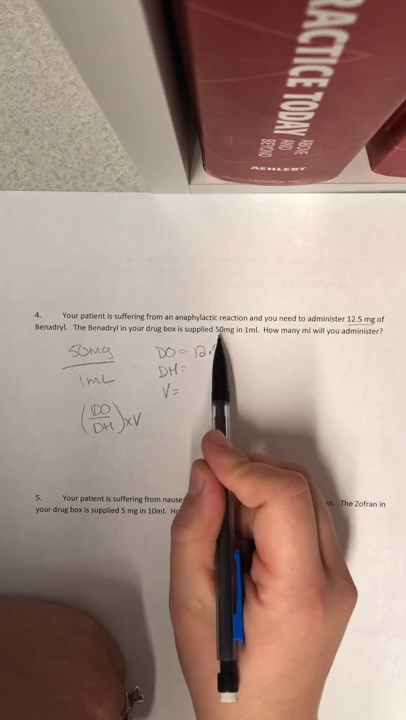 PRACTICE TODAY
ABOVE
AND
BEYOND
AEHLERT
4. Your patient is suffering from an anaphylactic reaction and you need to administer 12.5 mg of
Benadryl. The Benadryl in your drug box is supplied 50mg in 1ml. How many ml will you administer?
50mg
1mL
DO = 12.
DH =
V =
(DO/DH) x V
5. Your patient is suffering from nause n. The Zofran in
your drug box is supplied 5 mg in 10ml.